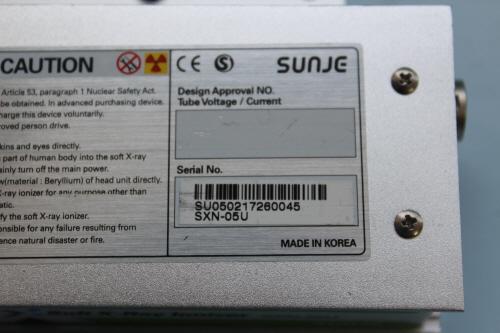 CAUTION
Article 53, paragraph 1 Nuclear Safety Act.
be obtained. In advanced purchasing device.
charge this device voluntarily.
roved person drive.
kins and eyes directly.
part of human body into the soft X-ray
ainly turn off the main power.
w(material : Beryllium) of head unit directly.
X-ray ionizer for any purpose other than
atic.
fy the soft X-ray ionizer.
onsible for any failure resulting from
ence natural disaster or fire.
CE S SUNJE
Design Approval NO.
Tube Voltage / Current
Serial No.
SU050217260045
SXN-05U
MADE IN KOREA
Soft X-Ray Ionizer